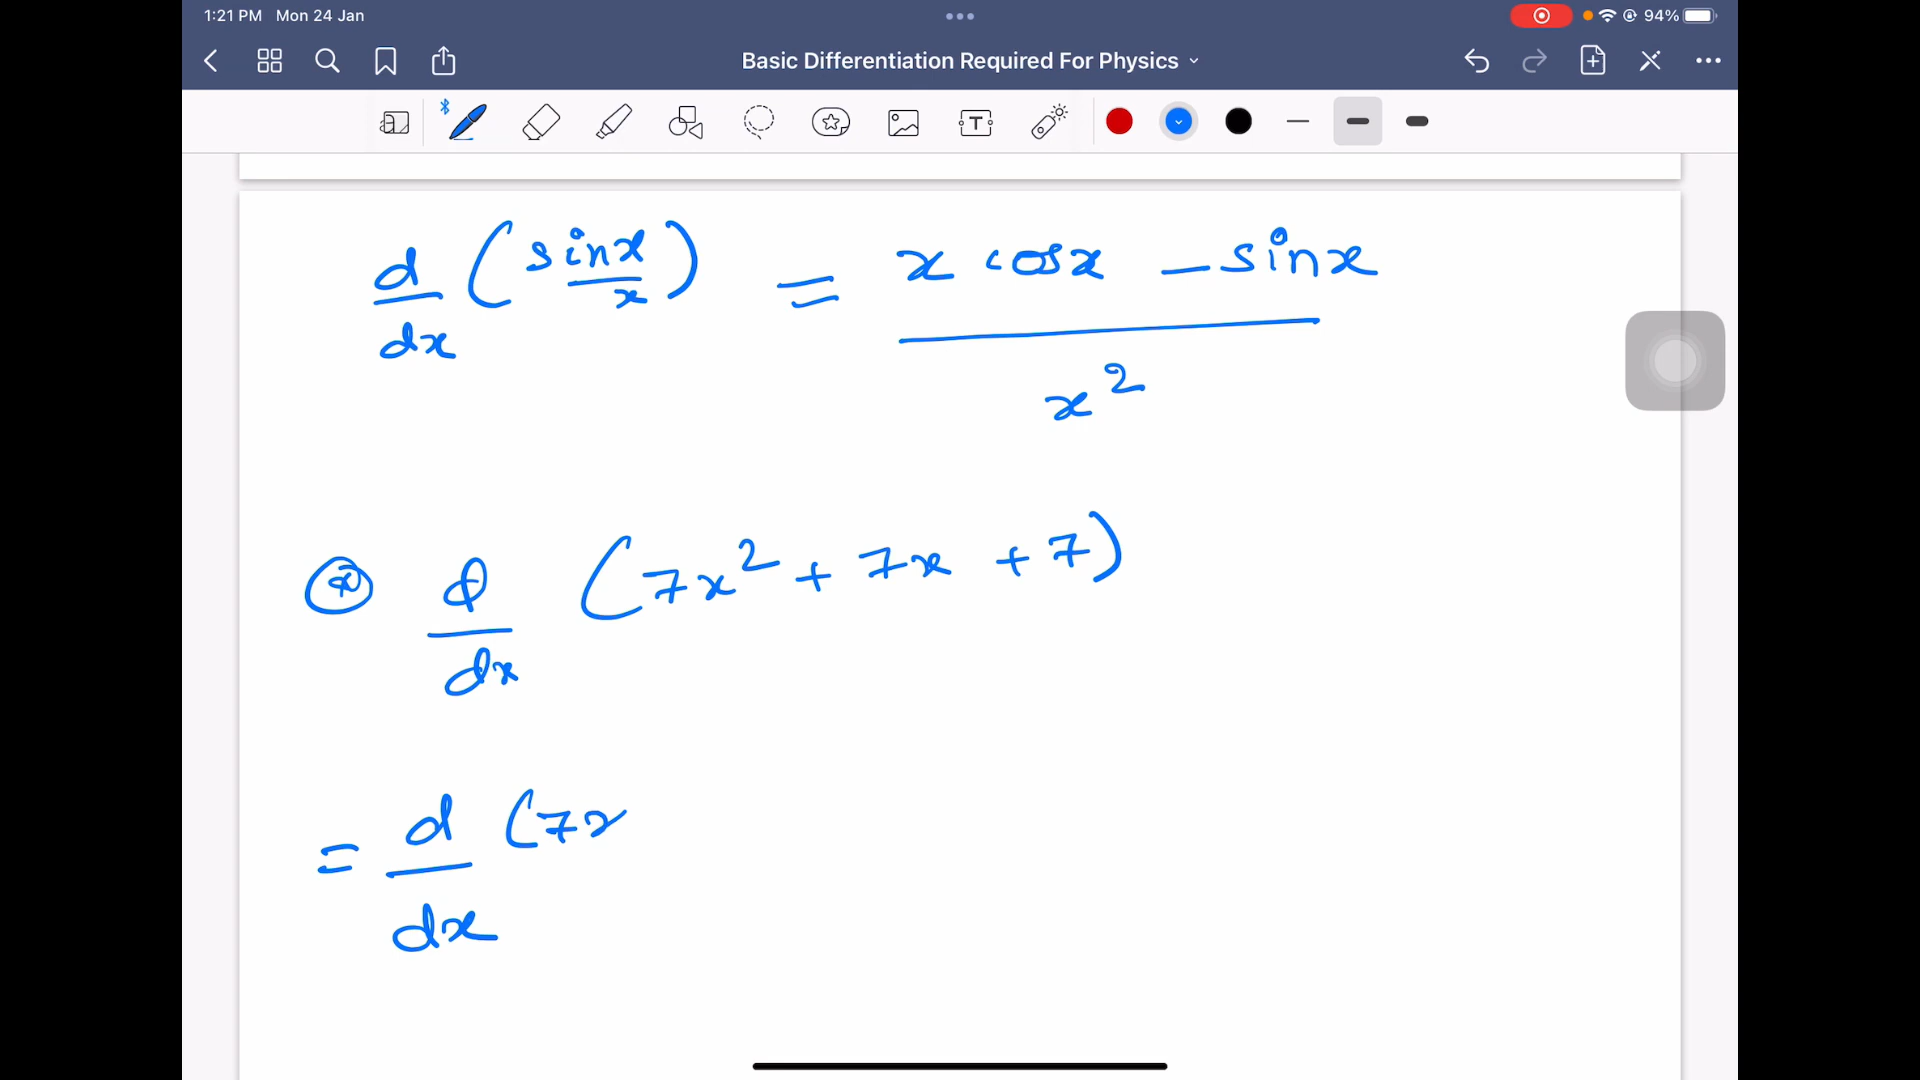 1:21 PM Mon 24 Jan 94%
Basic Differentiation Required For Physics
d/dx (sinx/x) = x cosx - sinx / x²
d/dx (7x² + 7x + 7)
= d/dx (7x